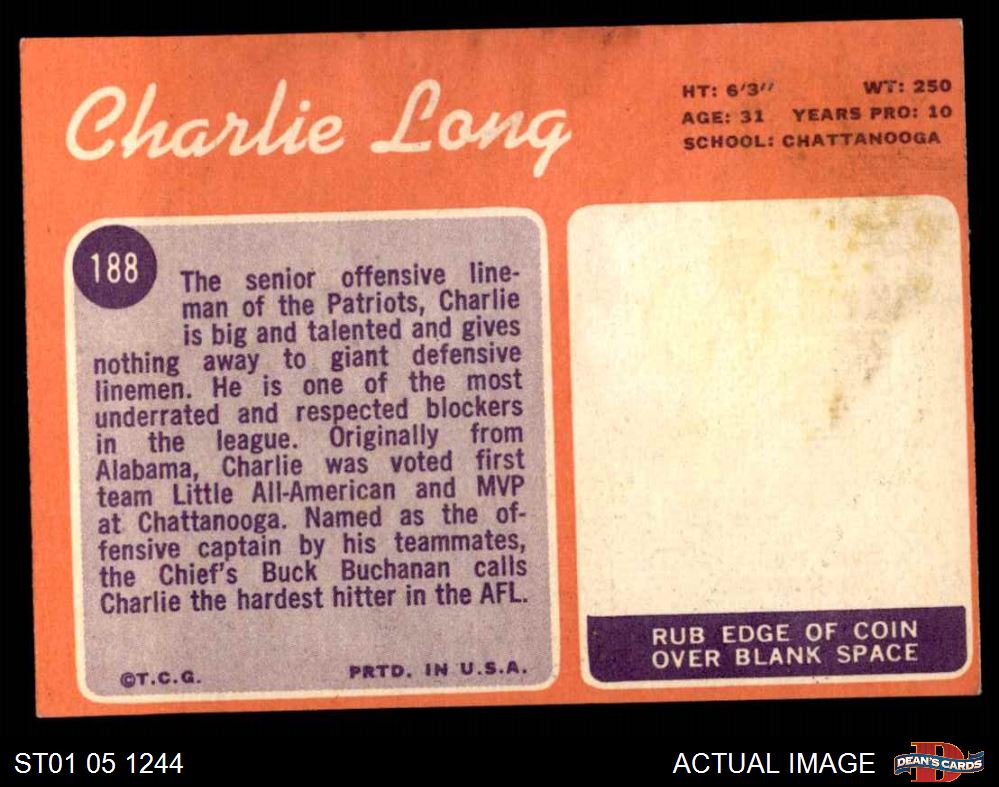 Charlie Long
HT: 6'3" WT: 250
AGE: 31 YEARS PRO: 10
SCHOOL: CHATTANOOGA
188
The senior offensive line-
man of the Patriots, Charlie
is big and talented and gives
nothing away to giant defensive
linemen. He is one of the most
underrated and respected blockers
in the league. Originally from
Alabama, Charlie was voted first
team Little All-American and MVP
at Chattanooga. Named as the of-
fensive captain by his teammates,
the Chief's Buck Buchanan calls
Charlie the hardest hitter in the AFL.
©T.C.G. PRTD. IN U.S.A.
RUB EDGE OF COIN
OVER BLANK SPACE
ST01 05 1244
ACTUAL IMAGE
D
DEAN'S CARDS